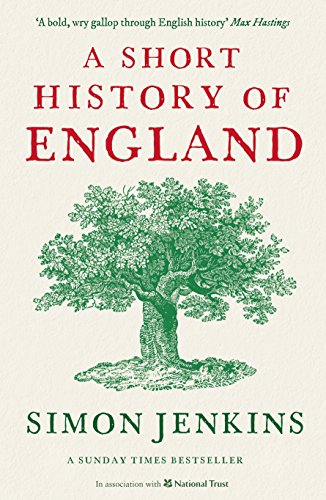 ‘A bold, wry gallop through English history’ Max Hastings
A SHORT
HISTORY OF
ENGLAND
SIMON JENKINS
A SUNDAY TIMES BESTSELLER
In association with National Trust